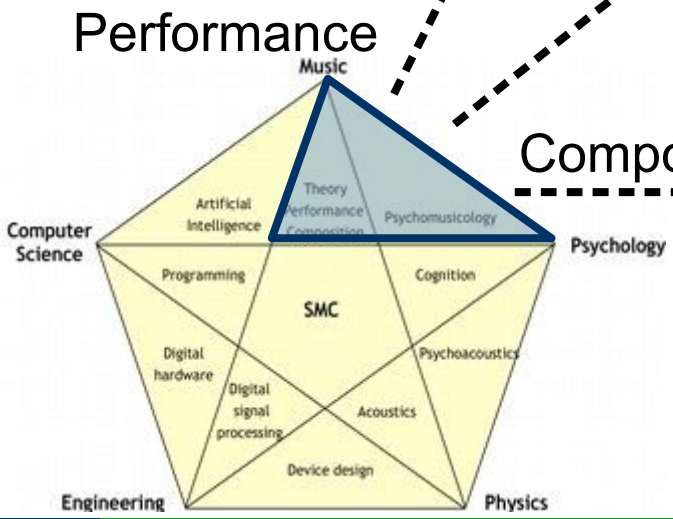 Performance
Music
Compo
Theory
Performance
Composition
Artificial
Intelligence
Psychomusicology
Computer
Science
Psychology
Programming
Cognition
SMC
Digital
hardware
Psychoacoustics
Digital
signal
processing
Acoustics
Device design
Engineering
Physics